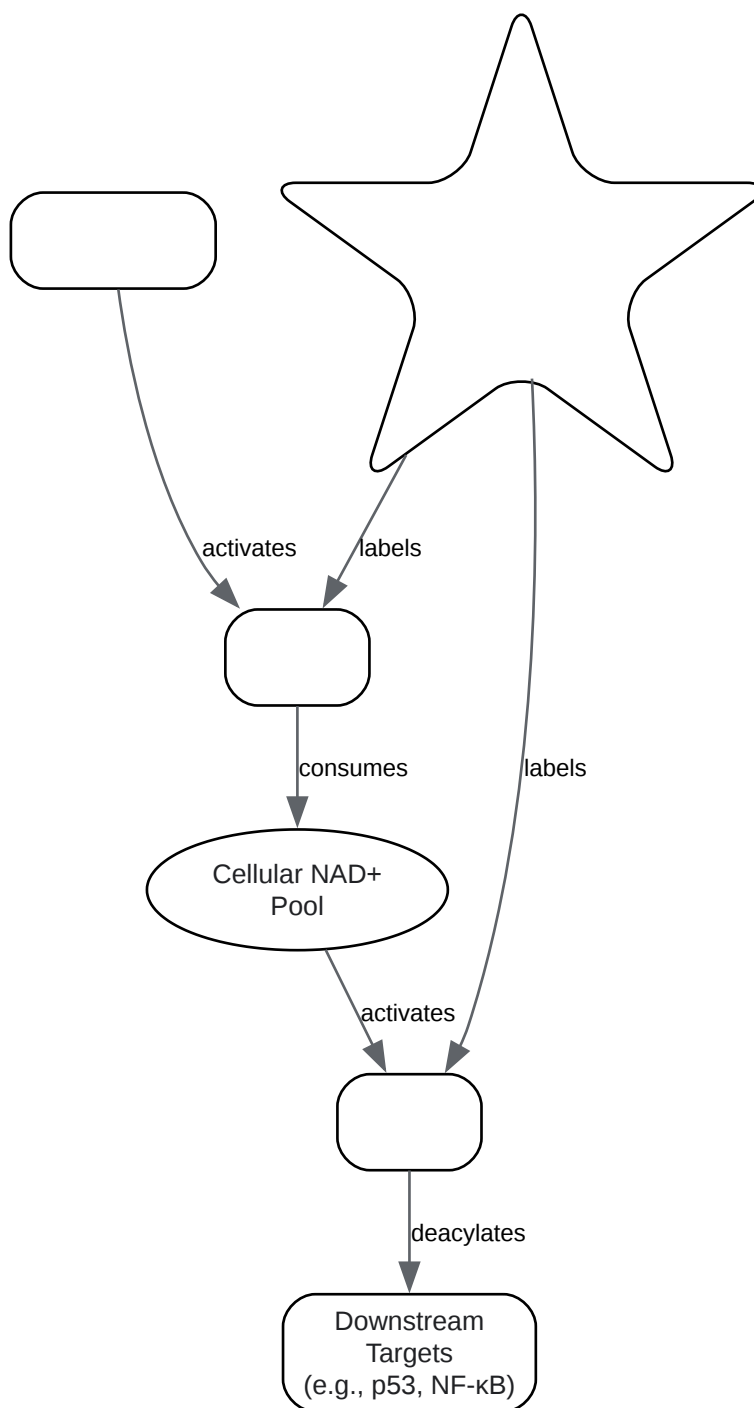 activates
labels
consumes
labels
Cellular NAD+
Pool
activates
deacylates
Downstream
Targets
(e.g., p53, NF-κB)